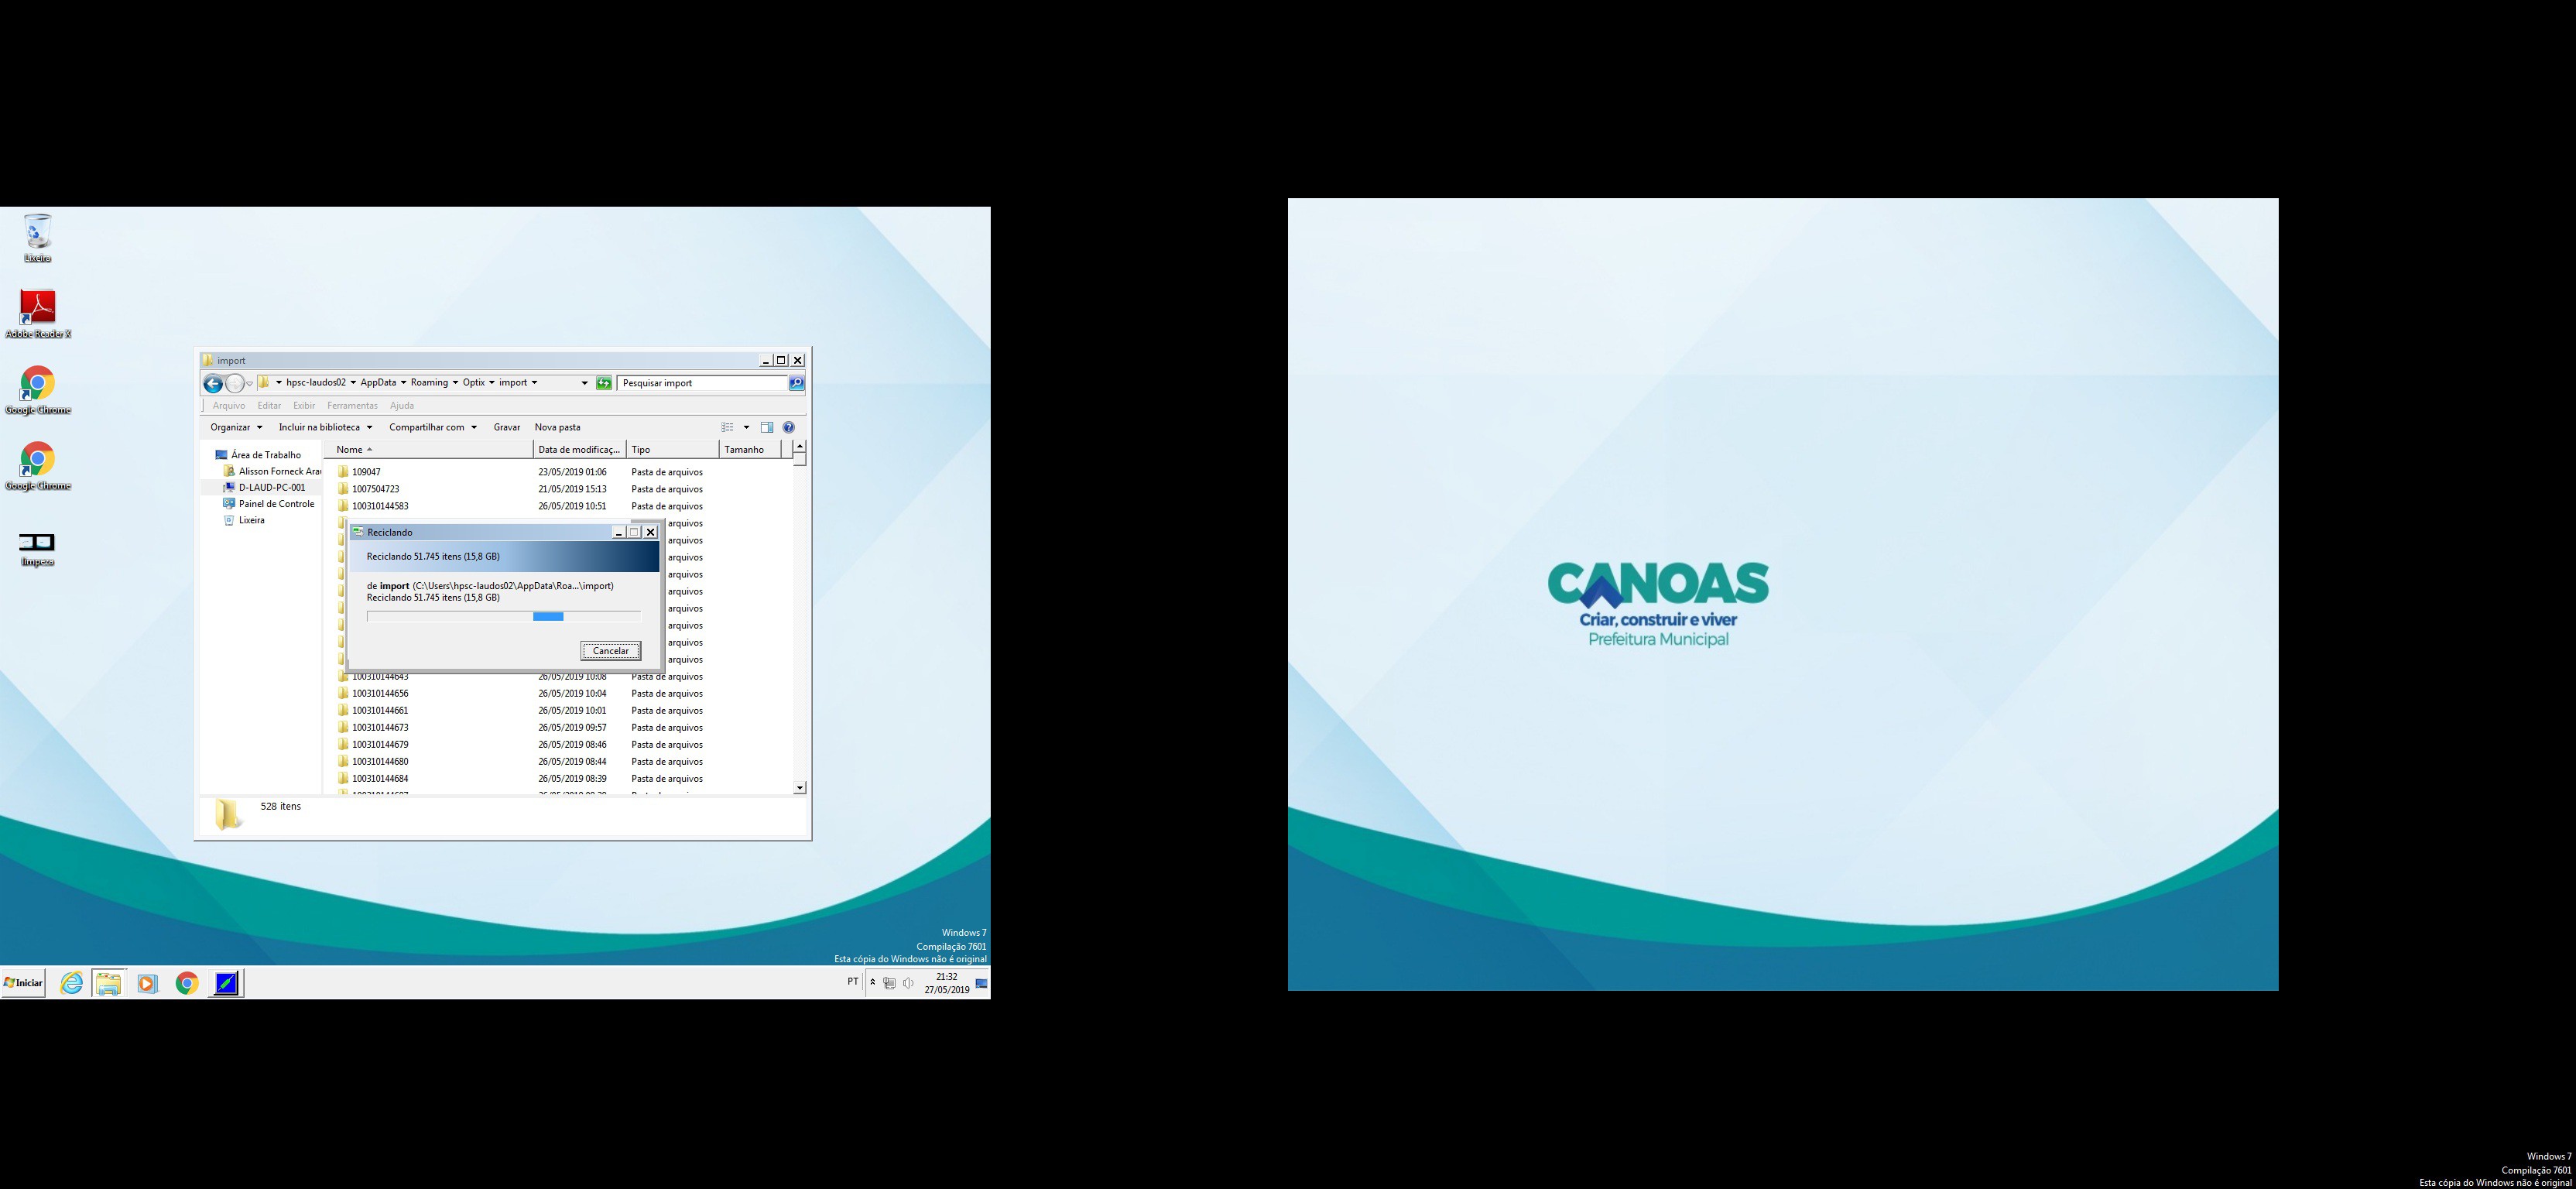 Lixeira
Adobe Reader X
Google Chrome
Google Chrome
limpeza
import
hpsc-laudos02 AppData Roaming Optix import
Pesquisar import
Arquivo Editar Exibir Ferramentas Ajuda
Organizar Incluir na biblioteca Compartilhar com Gravar Nova pasta
Área de Trabalho
Alisson Forneck Arau
D-LAUD-PC-001
Painel de Controle
Lixeira
Nome Data de modificaç... Tipo Tamanho
109047 23/05/2019 01:06 Pasta de arquivos
1007504723 21/05/2019 15:13 Pasta de arquivos
100310144583 26/05/2019 10:51 Pasta de arquivos
arquivos
arquivos
arquivos
arquivos
arquivos
arquivos
arquivos
arquivos
arquivos
Reciclando
Reciclando 51.745 itens (15,8 GB)
de import (C:\Users\hpsc-laudos02\AppData\Roa...\import)
Reciclando 51.745 itens (15,8 GB)
Cancelar
100310144643 26/05/2019 10:08 Pasta de arquivos
100310144656 26/05/2019 10:04 Pasta de arquivos
100310144661 26/05/2019 10:01 Pasta de arquivos
100310144673 26/05/2019 09:57 Pasta de arquivos
100310144679 26/05/2019 08:46 Pasta de arquivos
100310144680 26/05/2019 08:44 Pasta de arquivos
100310144684 26/05/2019 08:39 Pasta de arquivos
528 itens
Windows 7
Compilação 7601
Esta cópia do Windows não é original
Iniciar
PT
21:32
27/05/2019
CANOAS
Criar, construir e viver
Prefeitura Municipal
Windows 7
Compilação 7601
Esta cópia do Windows não é original